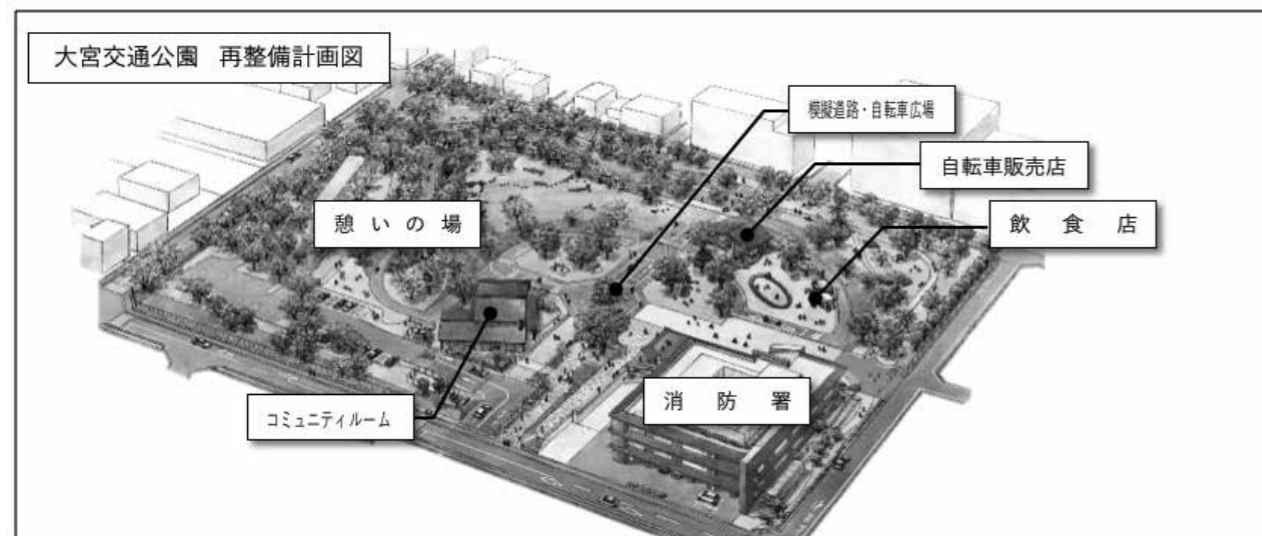 大宮交通公園 再整備計画図
模擬道路・自転車広場
自転車販売店
憩いの場
飲食店
消防署
コミュニティルーム